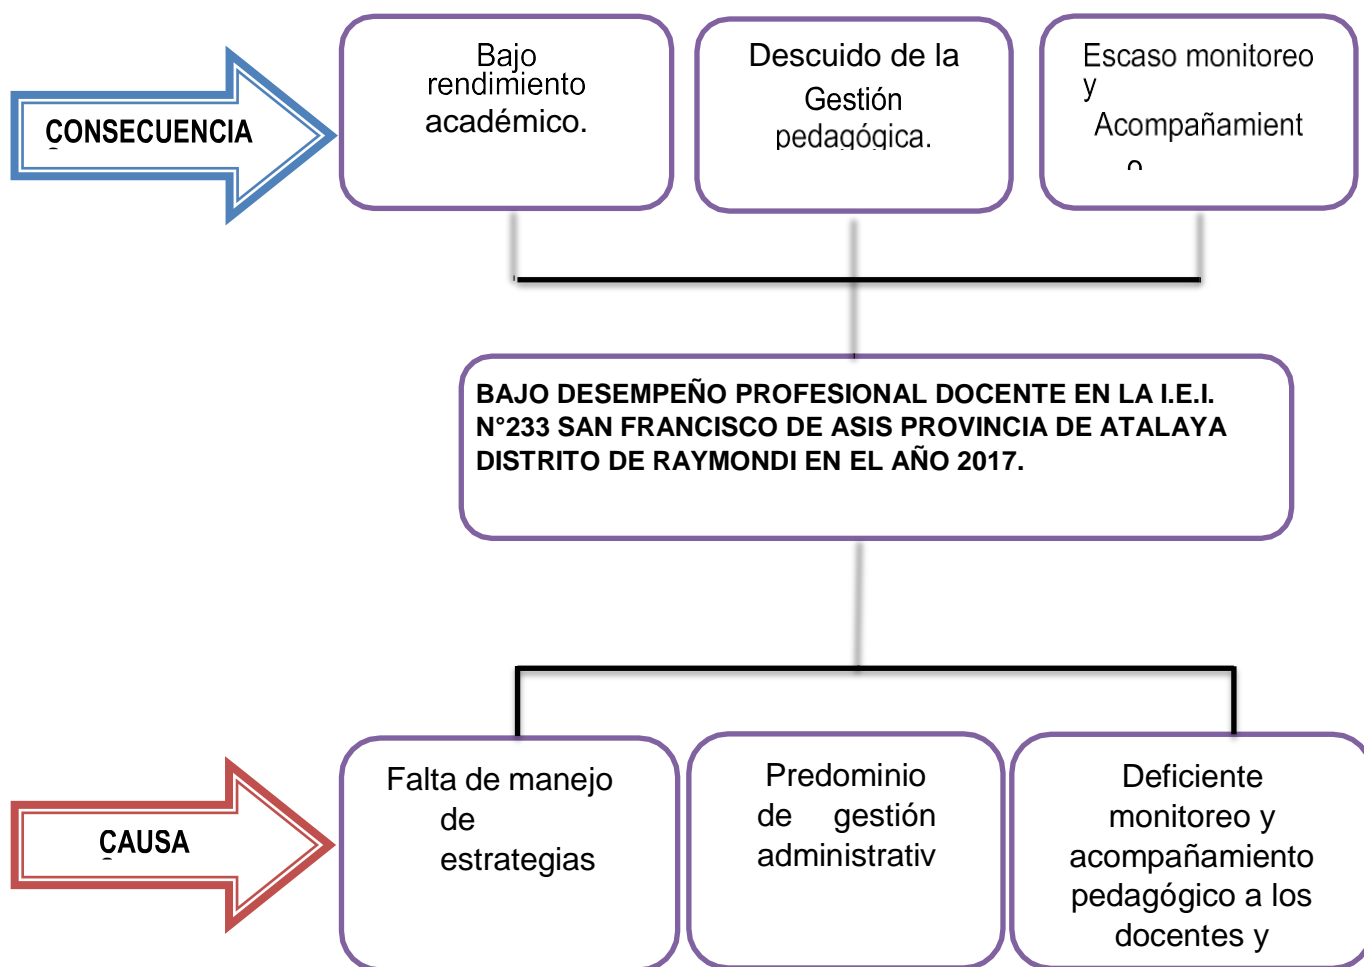 Bajo
rendimiento
académico.
Descuido de la
Gestión
pedagógica.
Escaso monitoreo
y
Acompañamient
o
CONSECUENCIA
BAJO DESEMPEÑO PROFESIONAL DOCENTE EN LA I.E.I.
N°233 SAN FRANCISCO DE ASIS PROVINCIA DE ATALAYA
DISTRITO DE RAYMONDI EN EL AÑO 2017.
CAUSA
Falta de manejo
de
estrategias
Predominio
de gestión
administrativ
Deficiente
monitoreo y
acompañamiento
pedagógico a los
docentes y